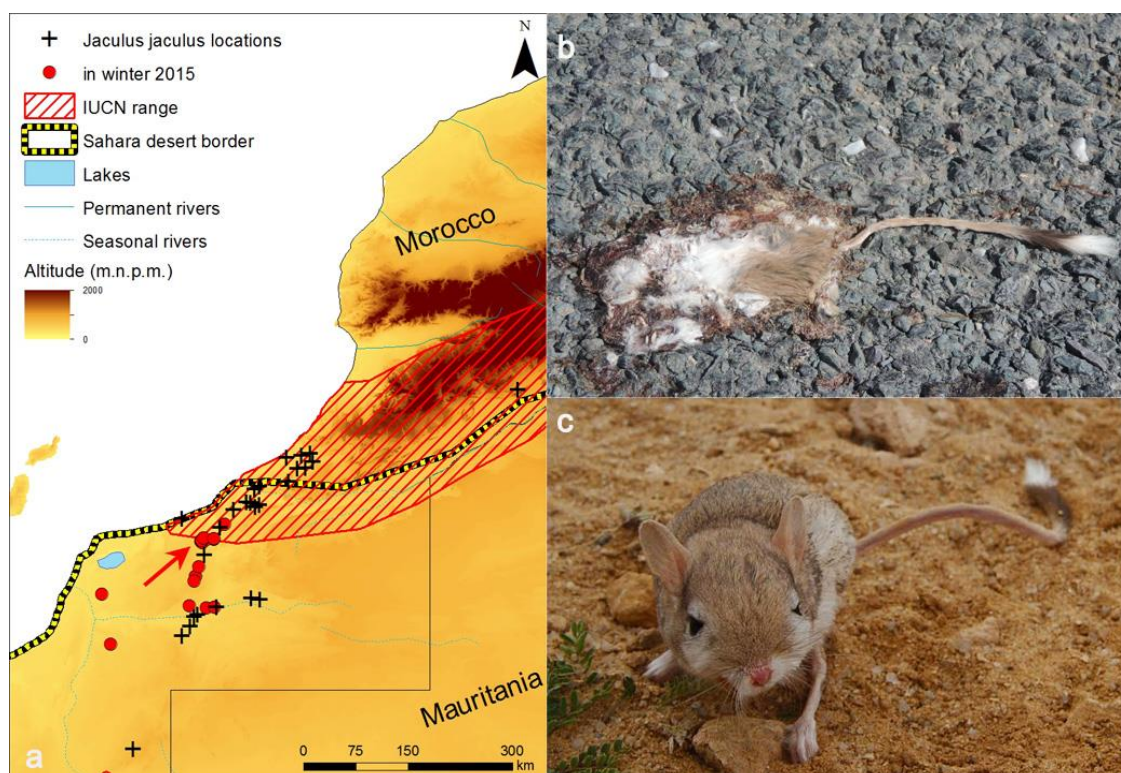 Jaculus jaculus locations
in winter 2015
IUCN range
Sahara desert border
Lakes
Permanent rivers
Seasonal rivers
Altitude (m.n.p.m.)
2000
0
N
Morocco
Mauritania
0 75 150 300
km
a
b
c